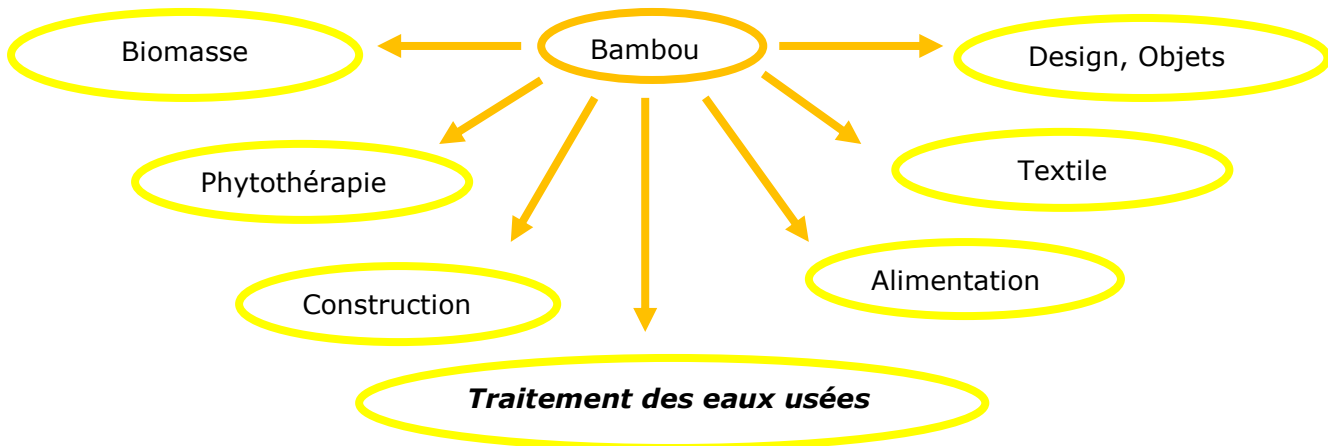 Biomasse
Bambou
Design, Objets
Phytothérapie
Textile
Construction
Alimentation
Traitement des eaux usées